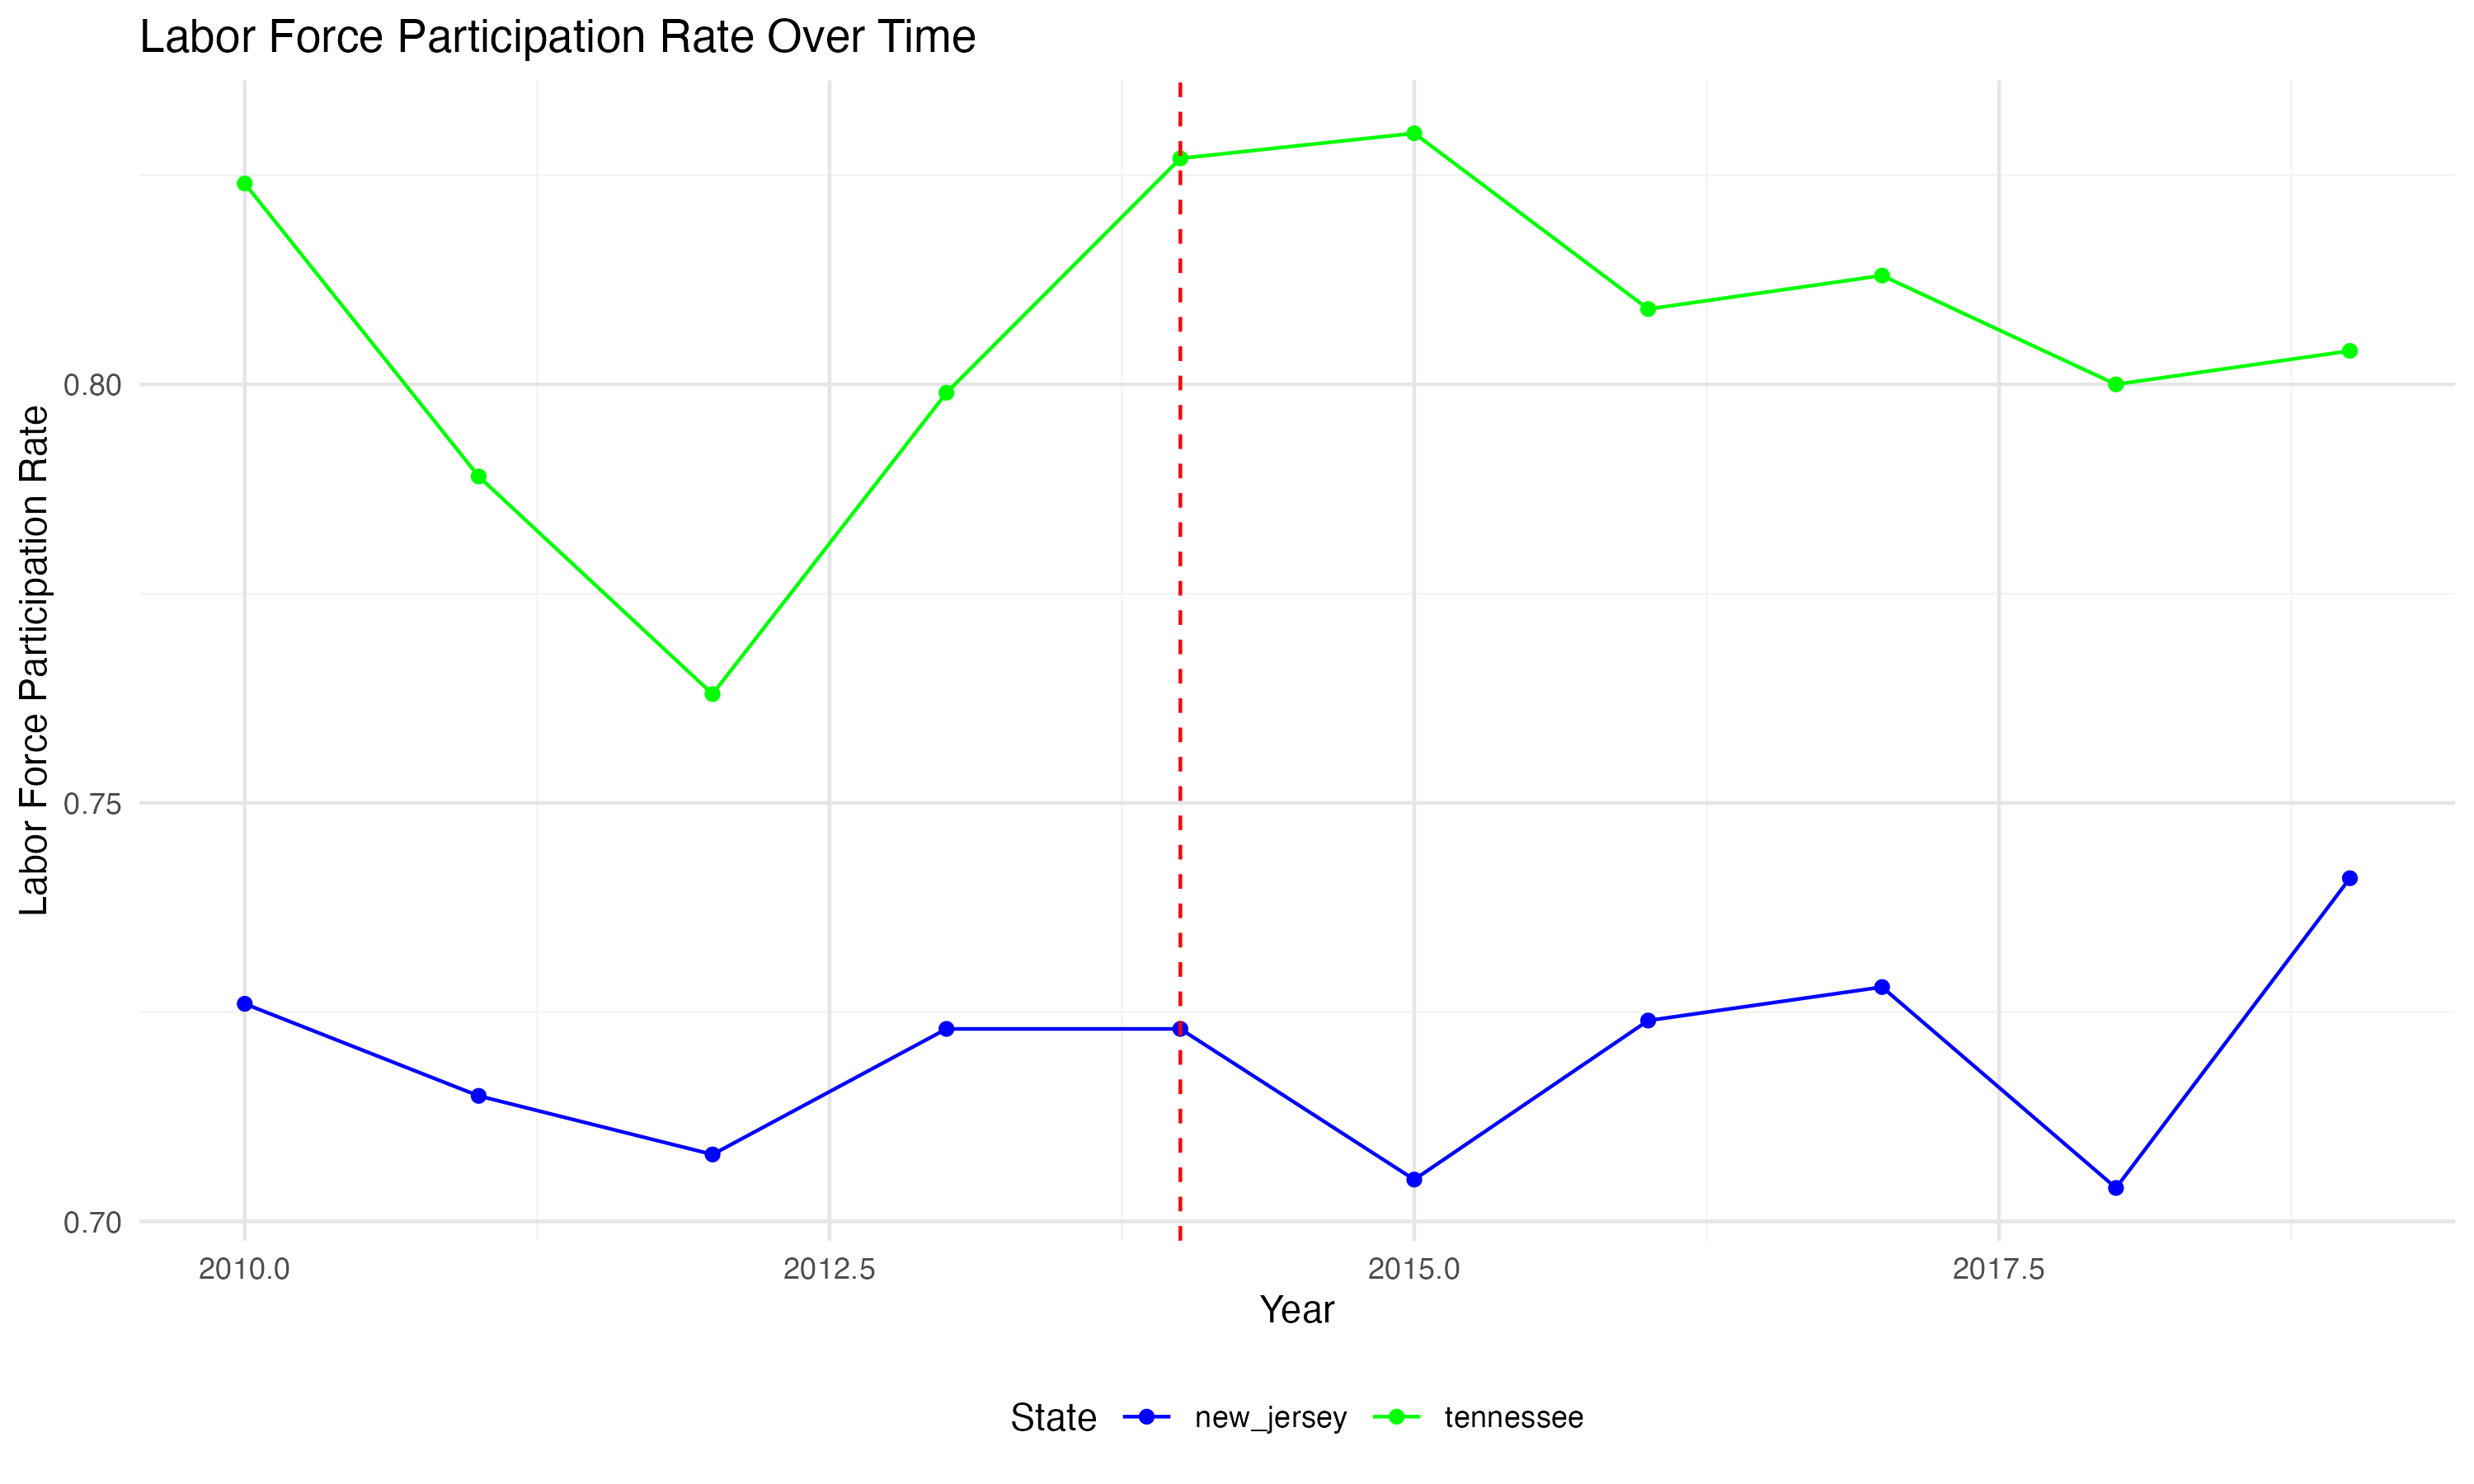 Labor Force Participation Rate Over Time
Labor Force Participation Rate
0.80
0.75
0.70
2010.0 2012.5 2015.0 2017.5
Year
State new_jersey tennessee